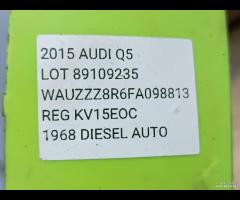 2015 AUDI Q5
LOT 89109235
WAUZZZ8R6FA098813
REG KV15EOC
1968 DIESEL AUTO